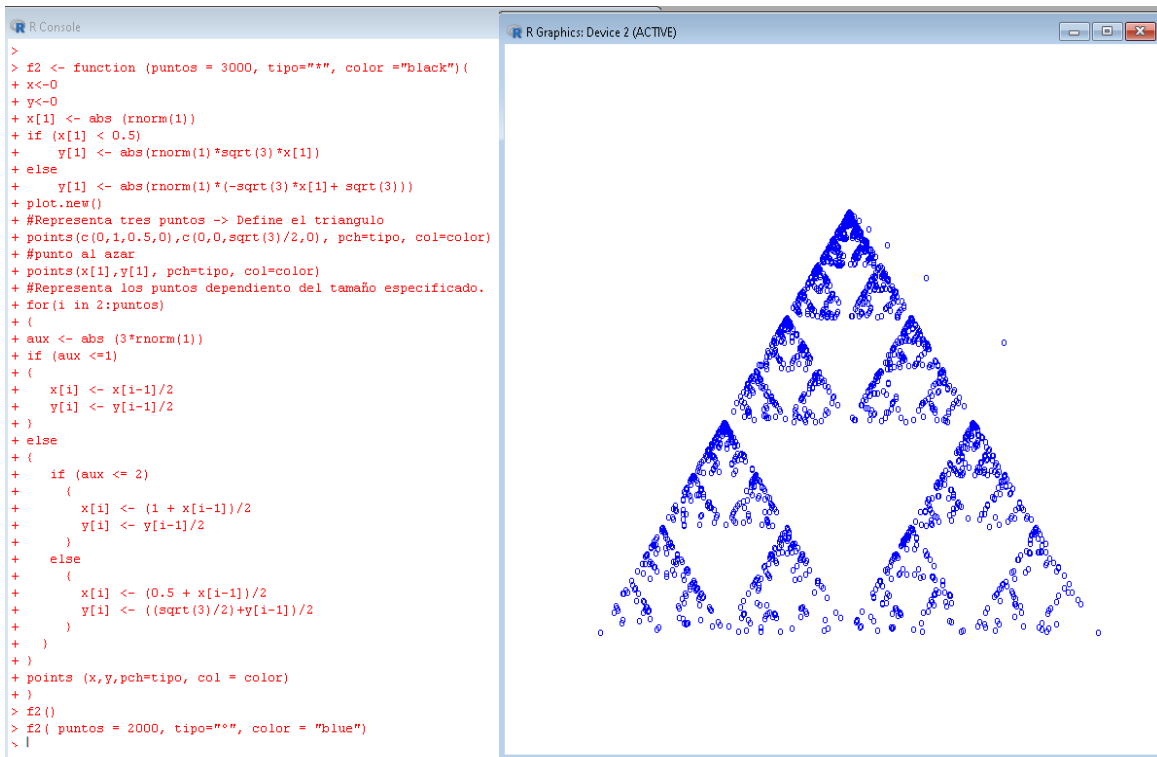 R Console
R Graphics: Device 2 (ACTIVE)
>
> f2 <- function (puntos = 3000, tipo="*", color ="black"){
+ x<-0
+ y<-0
+ x[1] <- abs (rnorm(1))
+ if (x[1] < 0.5)
+     y[1] <- abs(rnorm(1)*sqrt(3)*x[1])
+ else
+     y[1] <- abs(rnorm(1)*(-sqrt(3)*x[1]+ sqrt(3)))
+ plot.new()
+ #Representa tres puntos -> Define el triangulo
+ points(c(0,1,0.5,0),c(0,0,sqrt(3)/2,0), pch=tipo, col=color)
+ #punto al azar
+ points(x[1],y[1], pch=tipo, col=color)
+ #Representa los puntos dependiento del tamaño especificado.
+ for(i in 2:puntos)
+ {
+ aux <- abs (3*rnorm(1))
+ if (aux <=1)
+ {
+    x[i] <- x[i-1]/2
+    y[i] <- y[i-1]/2
+ }
+ else
+ {
+    if (aux <= 2)
+      {
+        x[i] <- (1 + x[i-1])/2
+        y[i] <- y[i-1]/2
+      }
+    else
+      {
+        x[i] <- (0.5 + x[i-1])/2
+        y[i] <- ((sqrt(3)/2)+y[i-1])/2
+      }
+   }
+ }
+ points (x,y,pch=tipo, col = color)
+ }
> f2()
> f2( puntos = 2000, tipo="°", color = "blue")
>